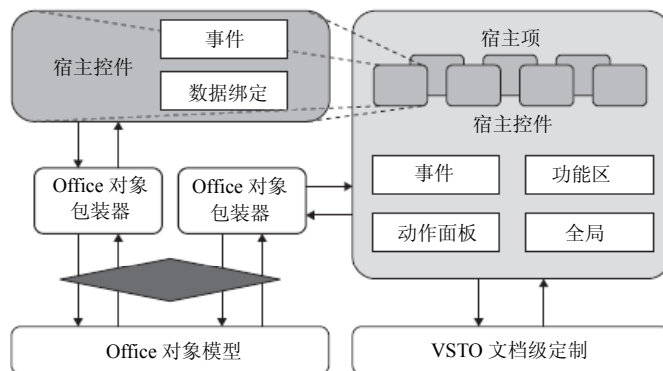 事件
宿主控件
数据绑定
宿主项
宿主控件
事件
功能区
动作面板
全局
Office 对象
包装器
Office 对象
包装器
Office 对象模型
VSTO 文档级定制